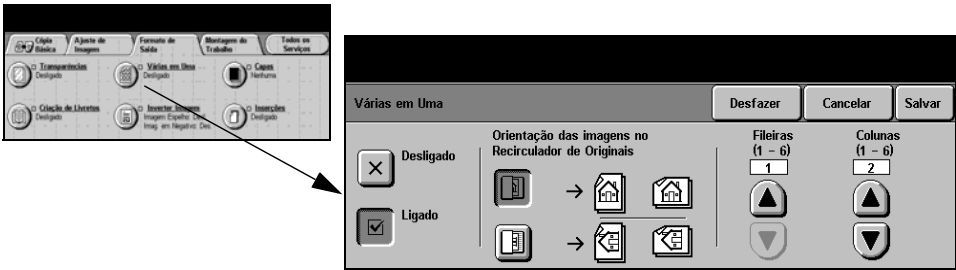 Cópia Básica
Ajuste de Imagem
Formato de Saída
Montagem do Trabalho
Todos os Serviços
Transparências
Desligado
Várias em Uma
Desligado
Capas
Nenhuma
Criação de Livretos
Desligado
Inverter Imagem
Imagem Espelho: Desl
Imag. em Negativo: Des.
Inserções
Desligado
Várias em Uma
Desfazer
Cancelar
Salvar
Desligado
Ligado
Orientação das imagens no
Recirculador de Originais
Fileiras
(1 - 6)
1
Colunas
(1 - 6)
2